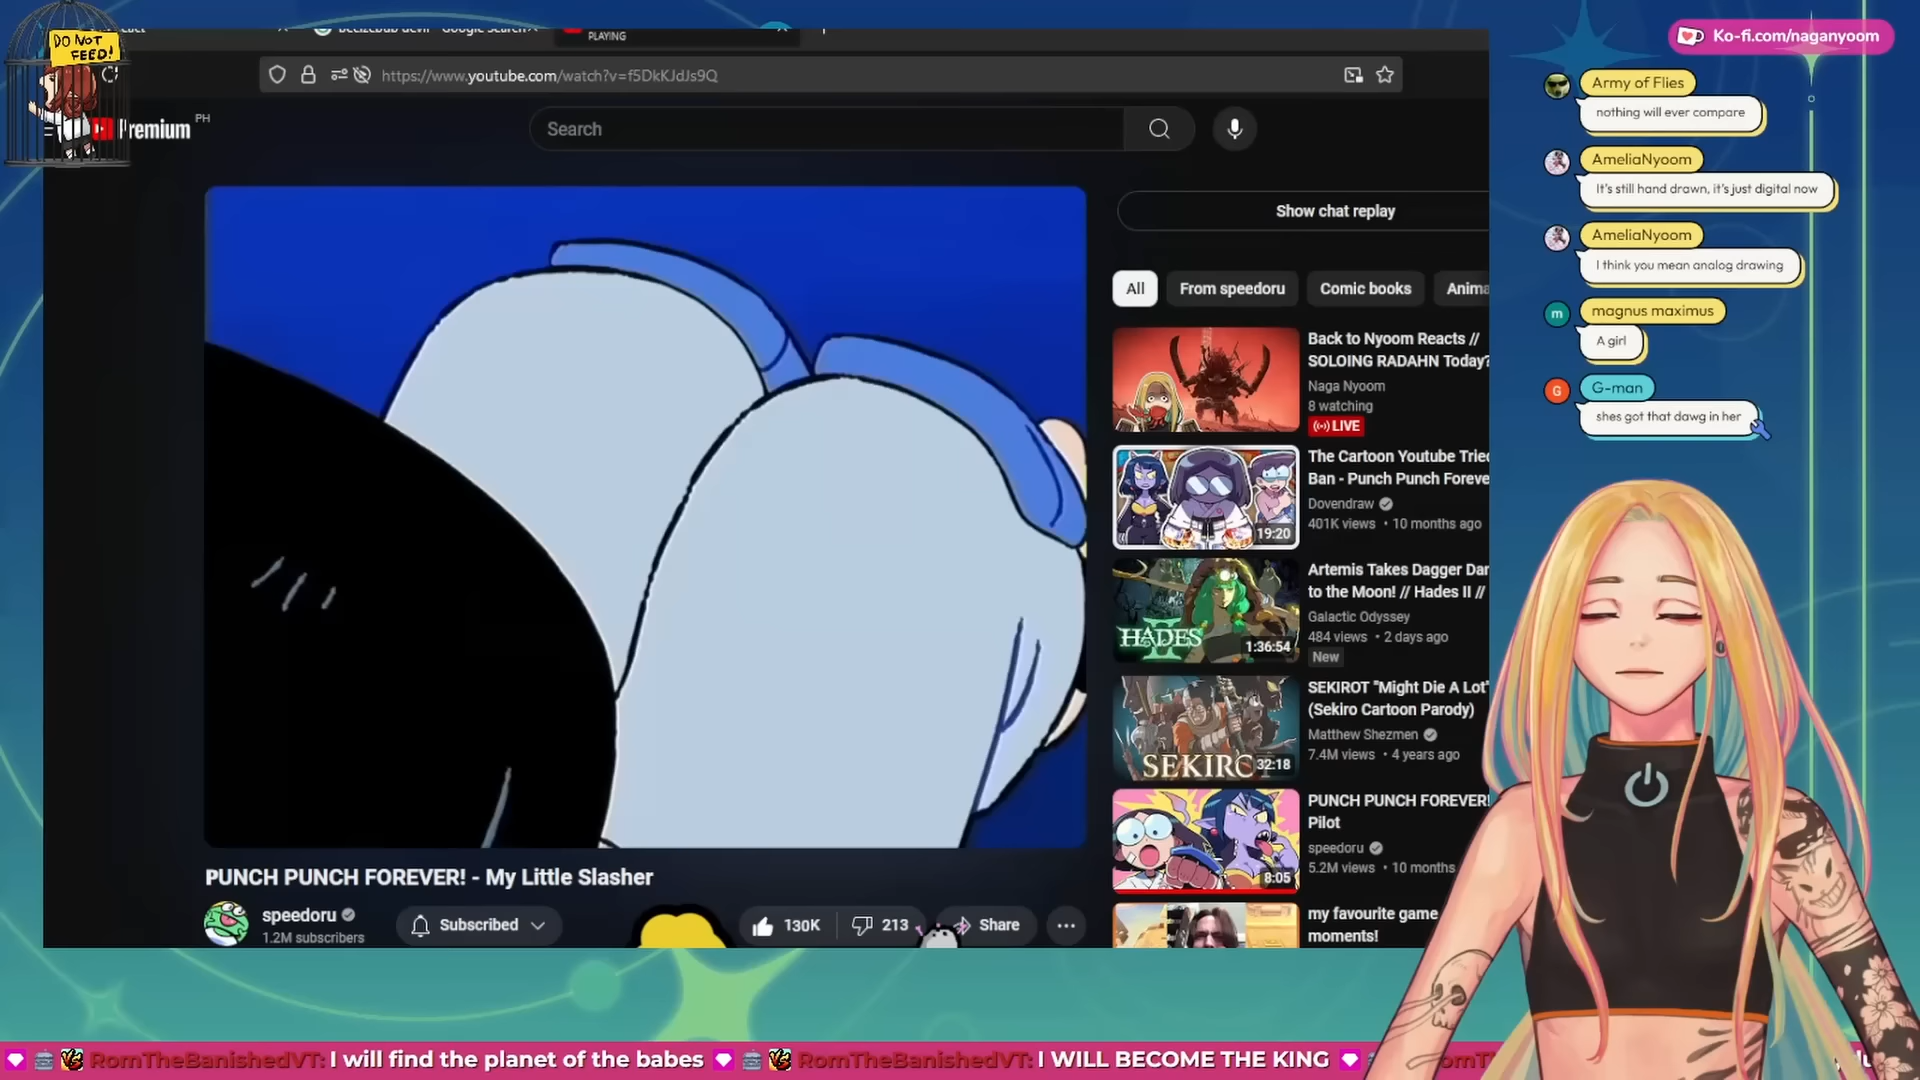 DO NOT
FEED!
Beelzebub devil - Google Search
PLAYING
https://www.youtube.com/watch?v=f5DkKJdJs9Q
Premium PH
Search
Show chat replay
All
From speedoru
Comic books
Anima
Back to Nyoom Reacts //
SOLOING RADAHN Today?
Naga Nyoom
8 watching
LIVE
The Cartoon Youtube Tried
Ban - Punch Punch Foreve
Dovendraw
401K views • 10 months ago
19:20
Artemis Takes Dagger Dan
to the Moon! // Hades II //
Galactic Odyssey
484 views • 2 days ago
New
HADES II
1:36:54
SEKIROT "Might Die A Lot"
(Sekiro Cartoon Parody)
Matthew Shezmen
7.4M views • 4 years ago
SEKIRO
32:18
PUNCH PUNCH FOREVER!
Pilot
speedoru
5.2M views • 10 months
8:05
my favourite game
moments!
PUNCH PUNCH FOREVER! - My Little Slasher
speedoru
1.2M subscribers
Subscribed
130K
213
Share
Ko-fi.com/naganyoom
Army of Flies
nothing will ever compare
AmeliaNyoom
It's still hand drawn, it's just digital now
AmeliaNyoom
I think you mean analog drawing
m
magnus maximus
A girl
G
G-man
shes got that dawg in her
RomTheBanishedVT: I will find the planet of the babes
RomTheBanishedVT: I WILL BECOME THE KING